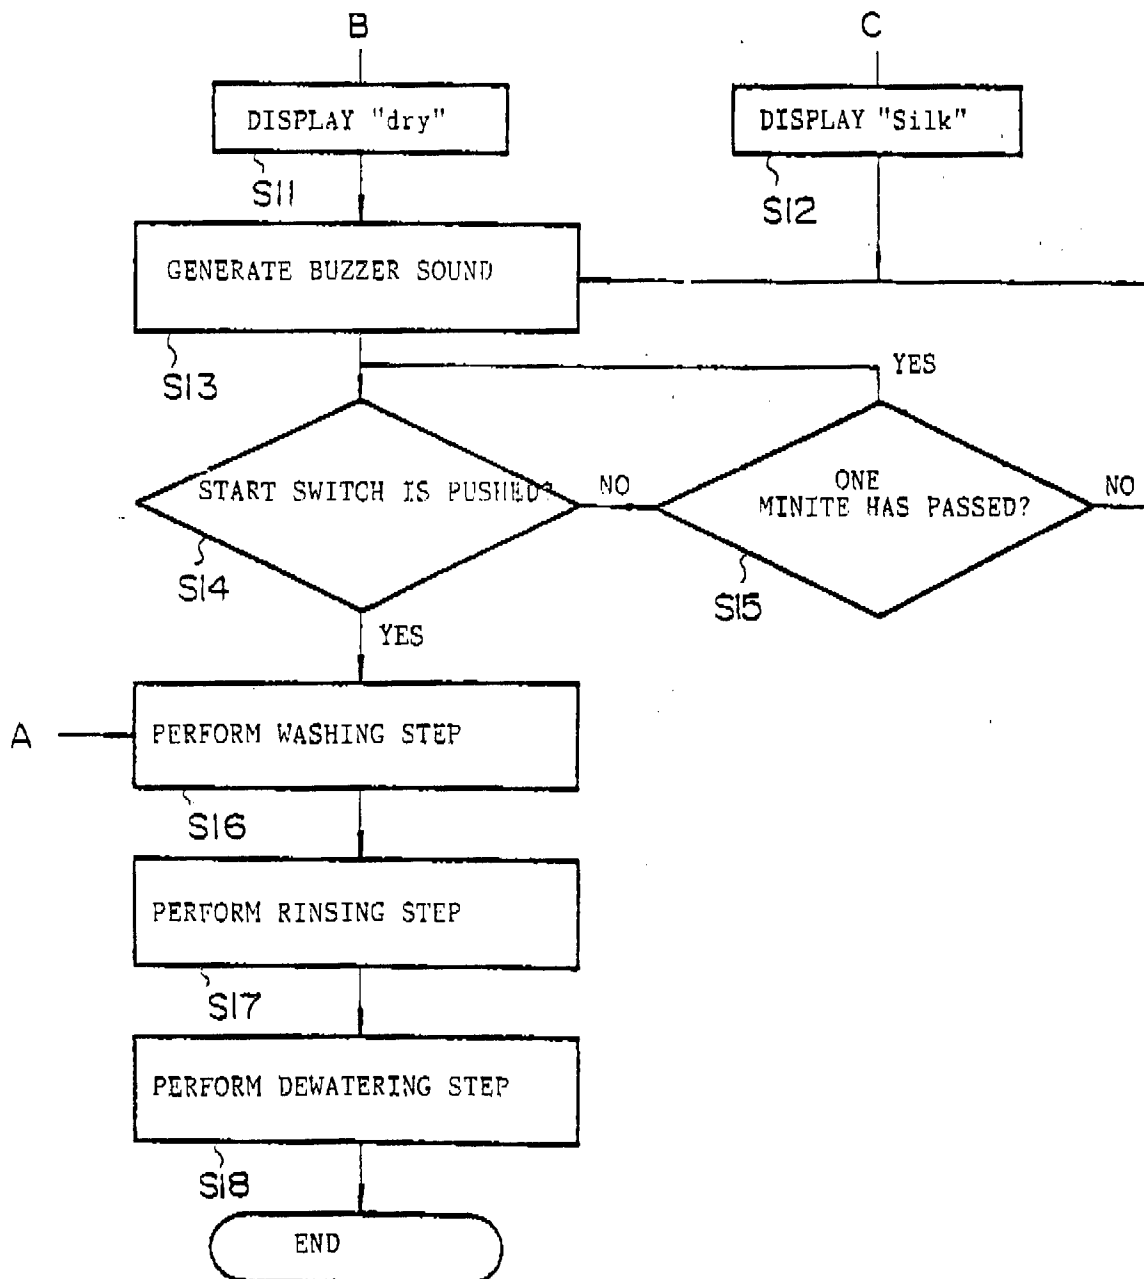 B
C
DISPLAY "dry"
DISPLAY "Silk"
S11
S12
GENERATE BUZZER SOUND
S13
YES
START SWITCH IS PUSHED?
NO
ONE
MINITE HAS PASSED?
NO
S14
S15
YES
A
PERFORM WASHING STEP
S16
PERFORM RINSING STEP
S17
PERFORM DEWATERING STEP
S18
END